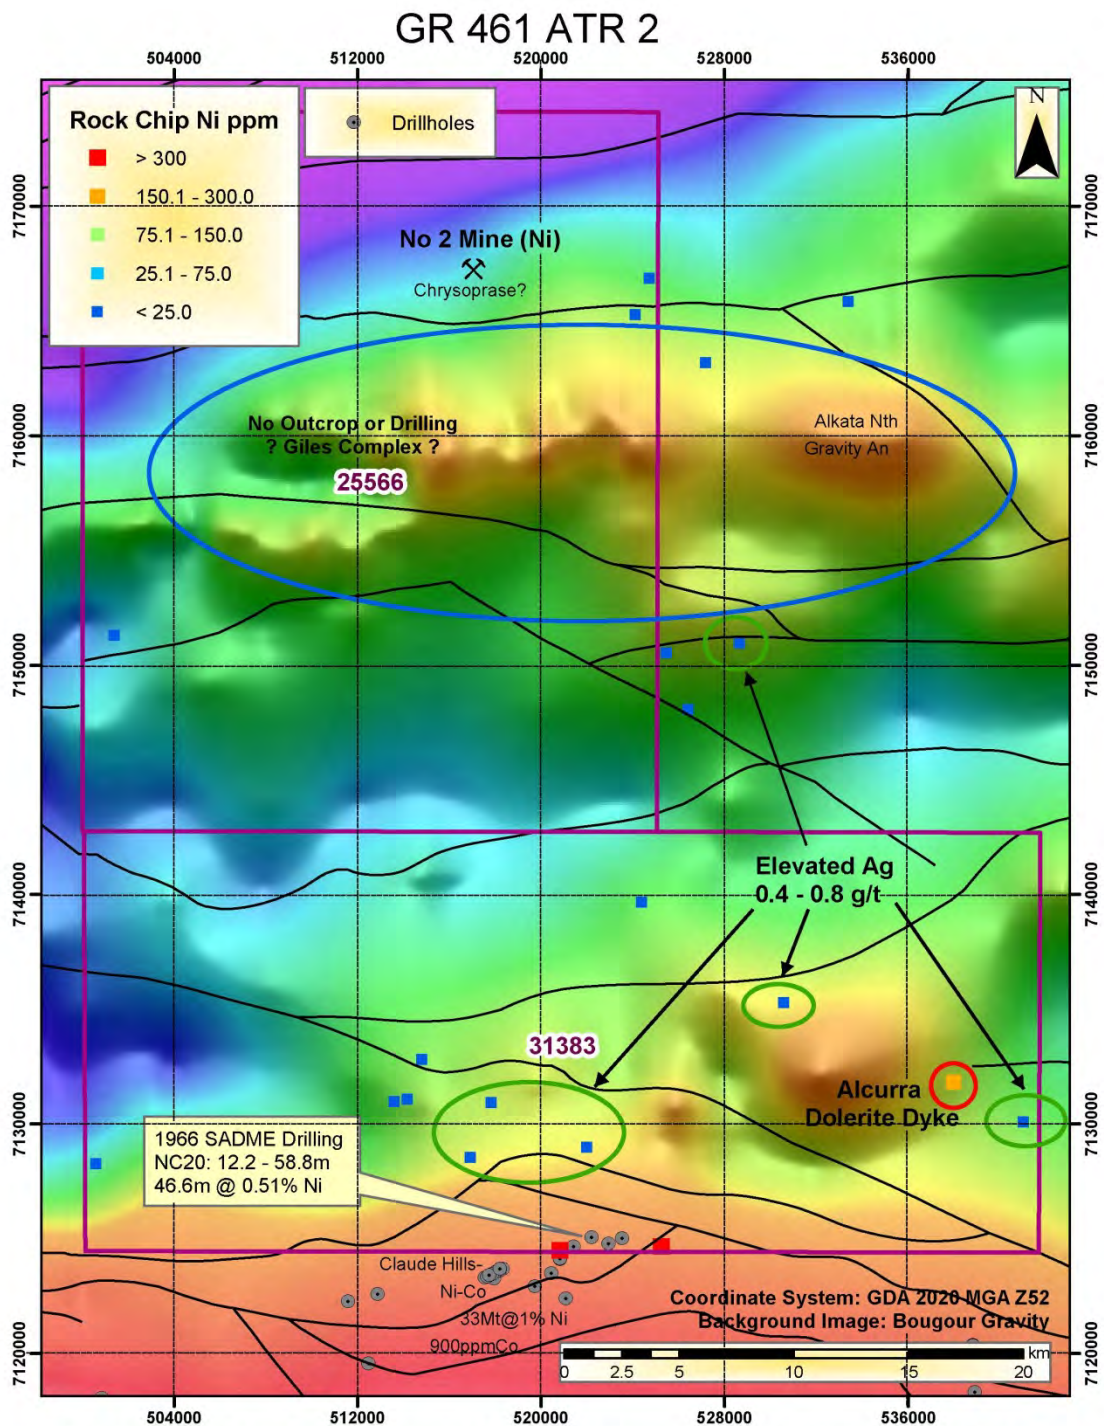 GR 461 ATR 2
504000
512000
520000
528000
536000
Rock Chip Ni ppm
> 300
150.1 - 300.0
75.1 - 150.0
25.1 - 75.0
< 25.0
Drillholes
N
7170000
7170000
No 2 Mine (Ni)
Chrysoprase?
No Outcrop or Drilling
? Giles Complex ?
25566
Alkata Nth
Gravity An
7160000
7160000
7150000
7150000
Elevated Ag
0.4 - 0.8 g/t
7140000
7140000
31383
Alcurra
Dolerite Dyke
7130000
7130000
1966 SADME Drilling
NC20: 12.2 - 58.8m
46.6m @ 0.51% Ni
Claude Hills-
Ni-Co
33Mt@1% Ni
900ppmCo
Coordinate System: GDA 2020 MGA Z52
Background Image: Bougour Gravity
km
0 2.5 5 10 15 20
7120000
7120000
504000
512000
520000
528000
536000